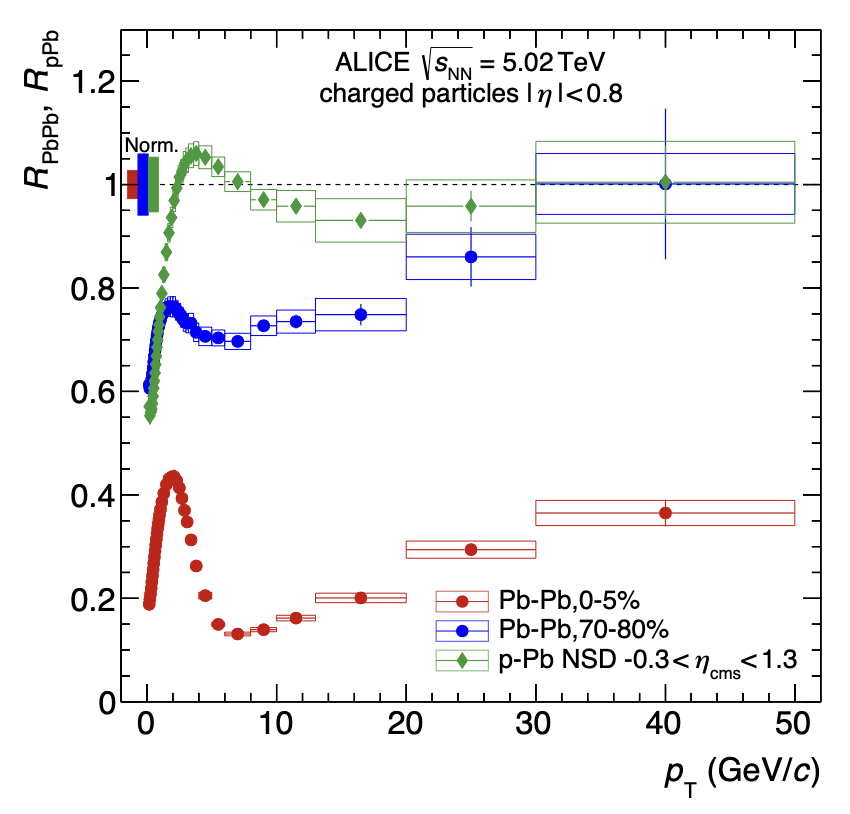 R_PbPb, R_pPb
ALICE √s_NN = 5.02 TeV
charged particles |η|<0.8
Norm.
1.2
1
0.8
0.6
0.4
0.2
0
Pb-Pb,0-5%
Pb-Pb,70-80%
p-Pb NSD -0.3<η_cms<1.3
0 10 20 30 40 50
p_T (GeV/c)